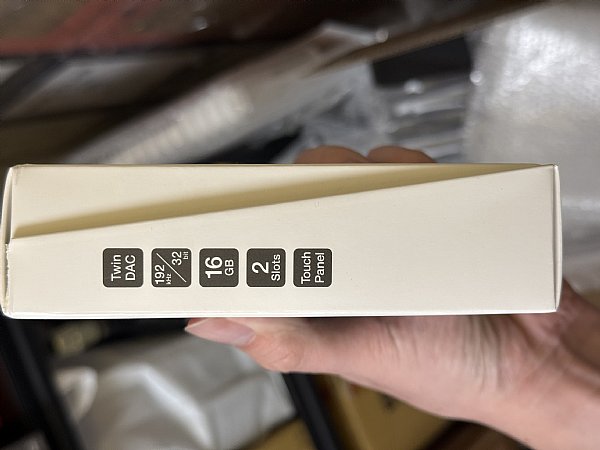 Twin
DAC
192
kHz
/32
bit
16
GB
2
Slots
Touch
Panel